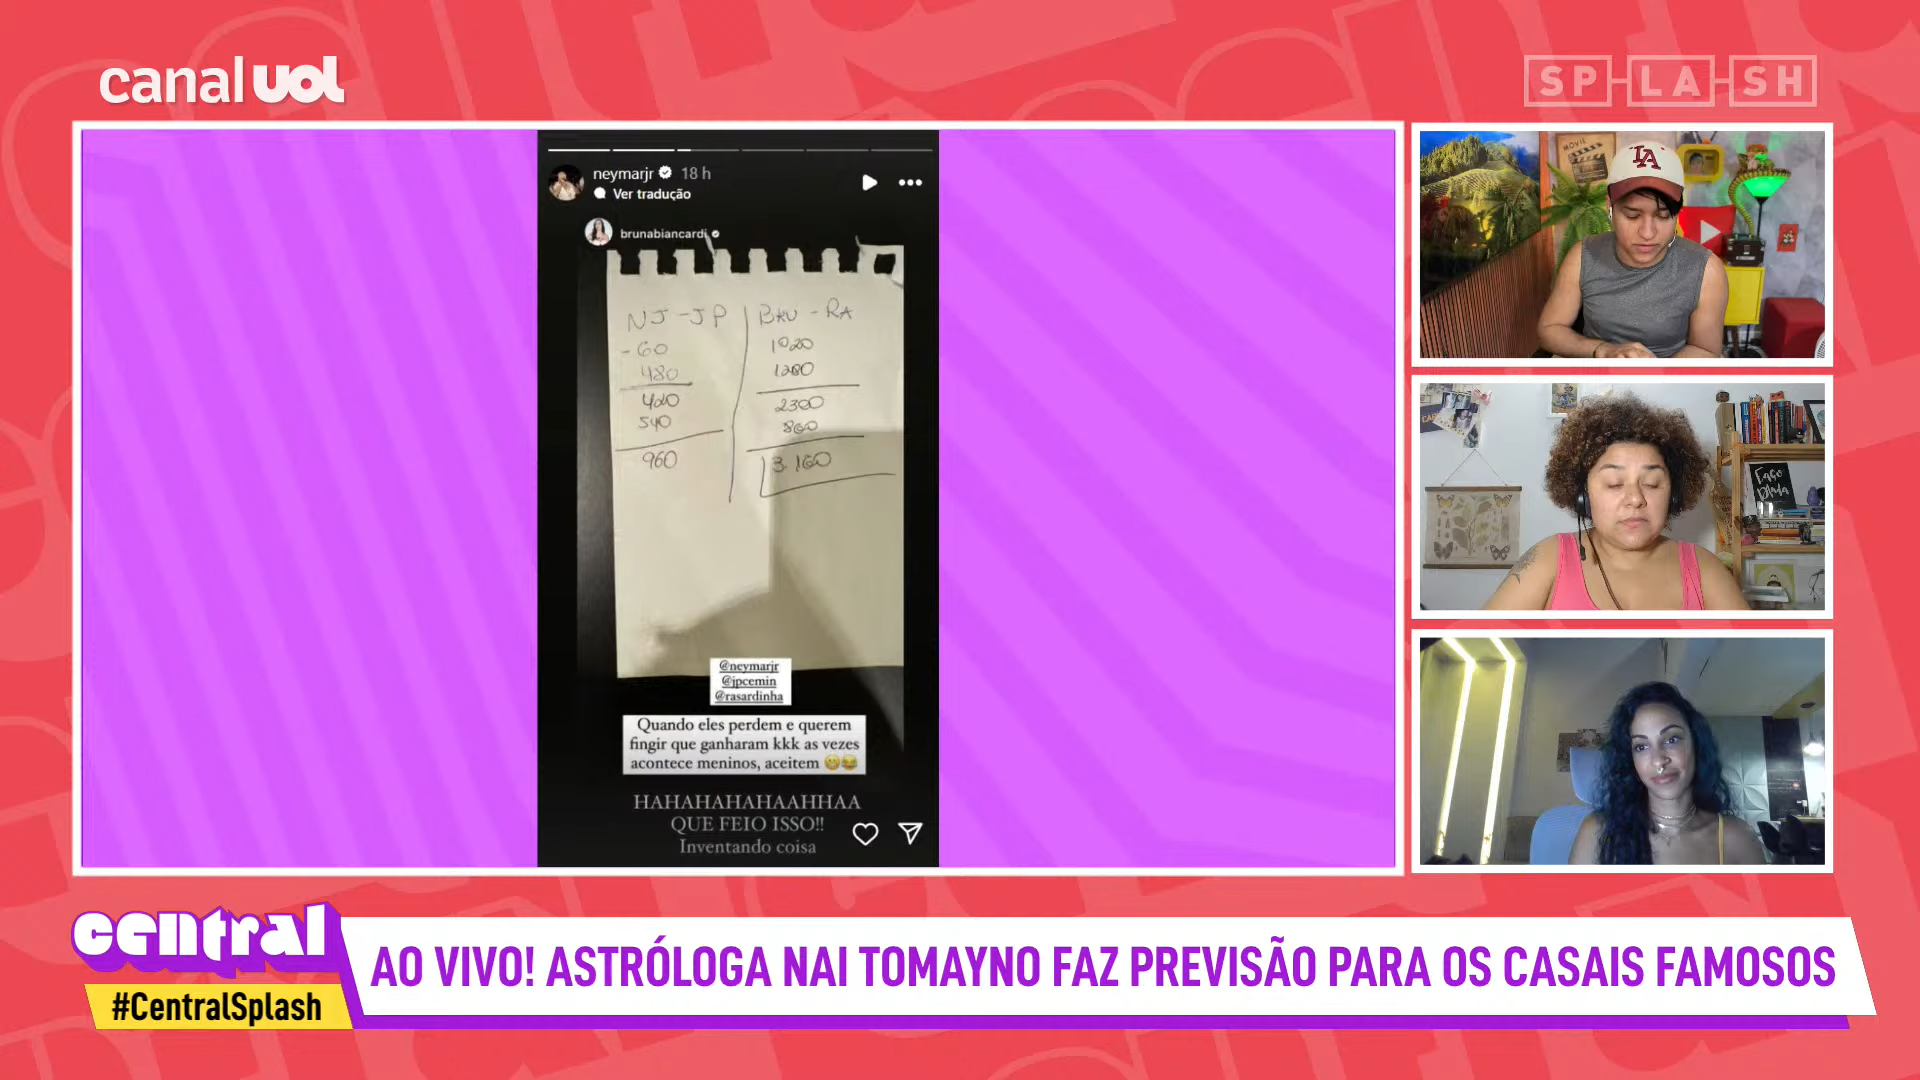 canal UOL
SPLASH
neymarjr 18 h
Ver tradução
brunabiancardi
NJ - JP
BRU - RA
-60
480
420
540
960
1020
1280
2300
860
3.160
@neymarjr
@jpcemin
@rasardinha
Quando eles perdem e querem
fingir que ganharam kkk as vezes
acontece meninos, aceitem 😁😂
HAHAHAHAHAAHHAA
QUE FEIO ISSO!!
Inventando coisa
MOVIE
LA
central
#CentralSplash
AO VIVO! ASTRÓLOGA NAI TOMAYNO FAZ PREVISÃO PARA OS CASAIS FAMOSOS